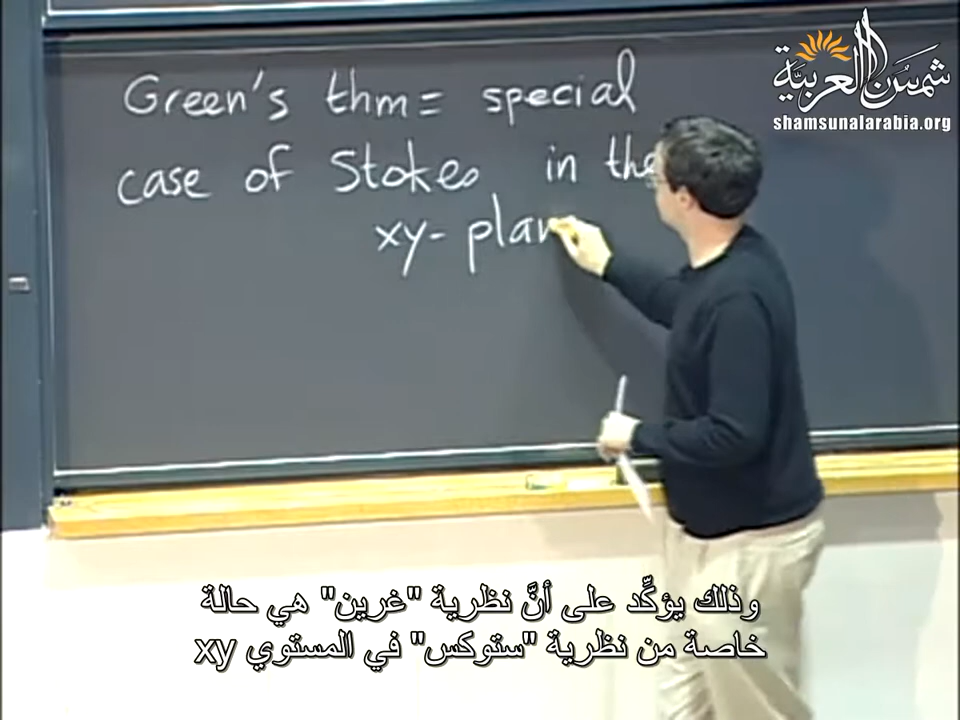 شمس العربية
shamsunalarabia.org
Green's thm = special
case of Stokes in the
xy- plan
وذلك يؤكِّد على أنَّ نظرية "غرين" هي حالة
خاصة من نظرية "ستوكس" في المستوي xy